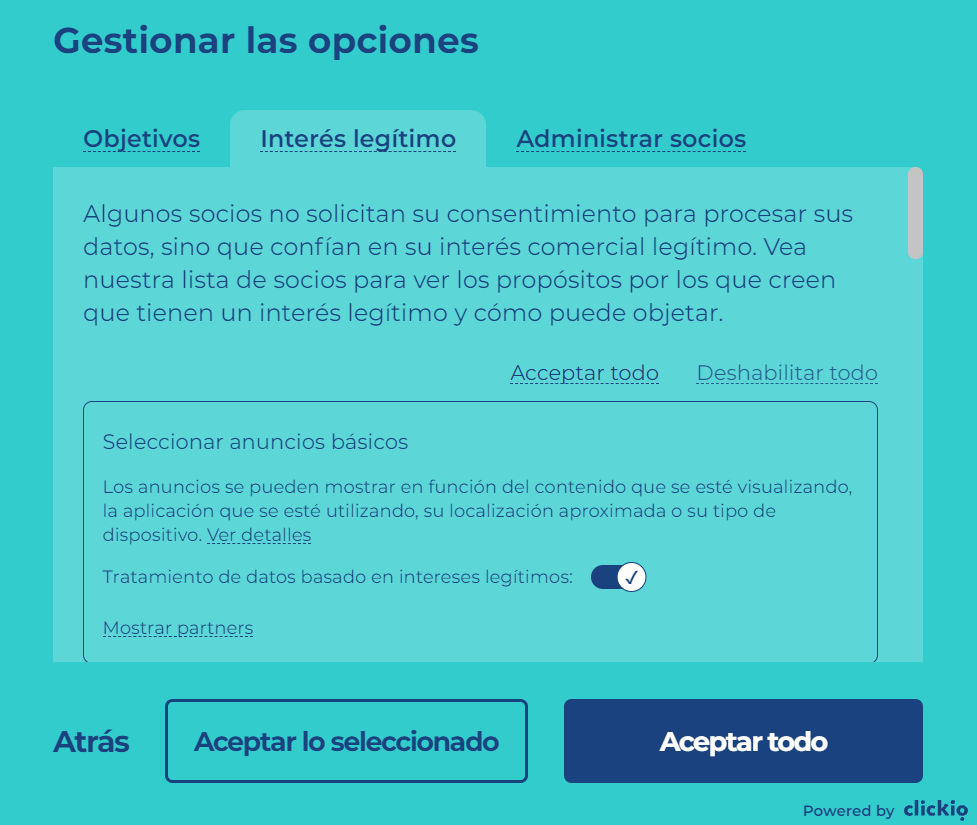 Gestionar las opciones
Objetivos
Interés legítimo
Administrar socios
Algunos socios no solicitan su consentimiento para procesar sus
datos, sino que confían en su interés comercial legítimo. Vea
nuestra lista de socios para ver los propósitos por los que creen
que tienen un interés legítimo y cómo puede objetar.
Acceptar todo
Deshabilitar todo
Seleccionar anuncios básicos
Los anuncios se pueden mostrar en función del contenido que se esté visualizando,
la aplicación que se esté utilizando, su localización aproximada o su tipo de
dispositivo. Ver detalles
Tratamiento de datos basado en intereses legítimos:
Mostrar partners
Atrás
Aceptar lo seleccionado
Aceptar todo
Powered by clickio